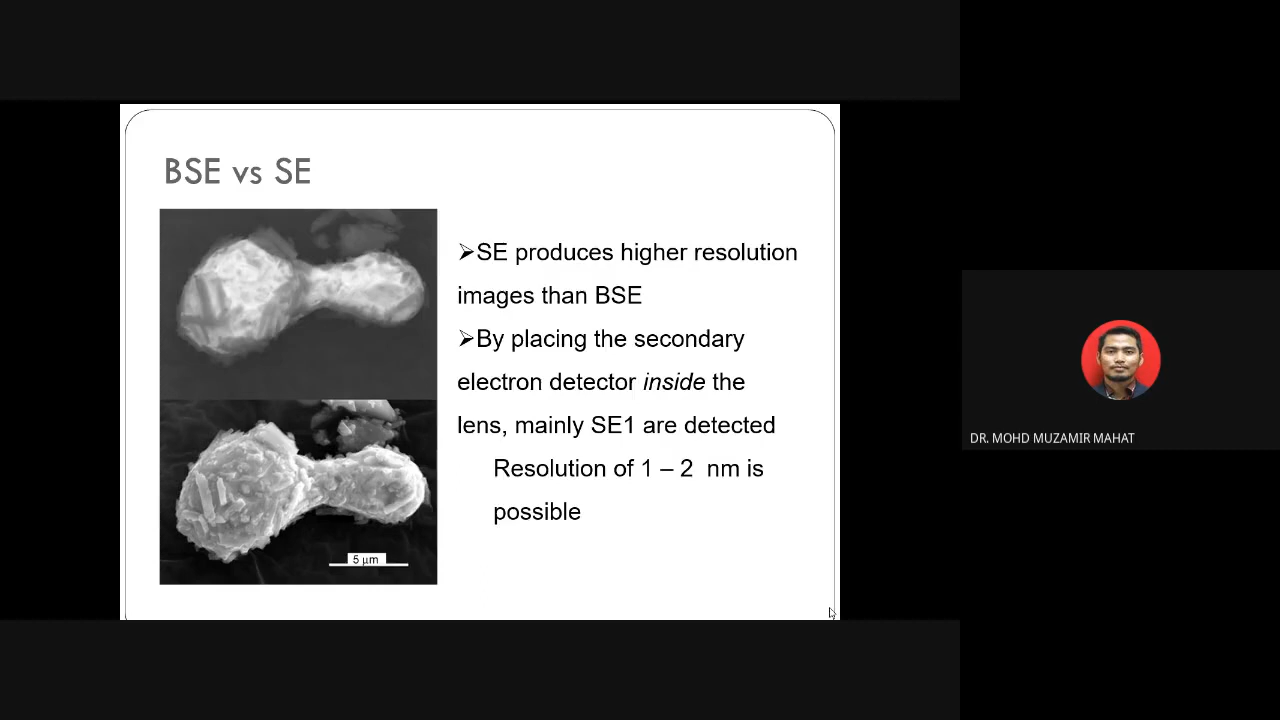 BSE vs SE
➢SE produces higher resolution
images than BSE
➢By placing the secondary
electron detector inside the
lens, mainly SE1 are detected
Resolution of 1 – 2 nm is
possible
5 μm
DR. MOHD MUZAMIR MAHAT